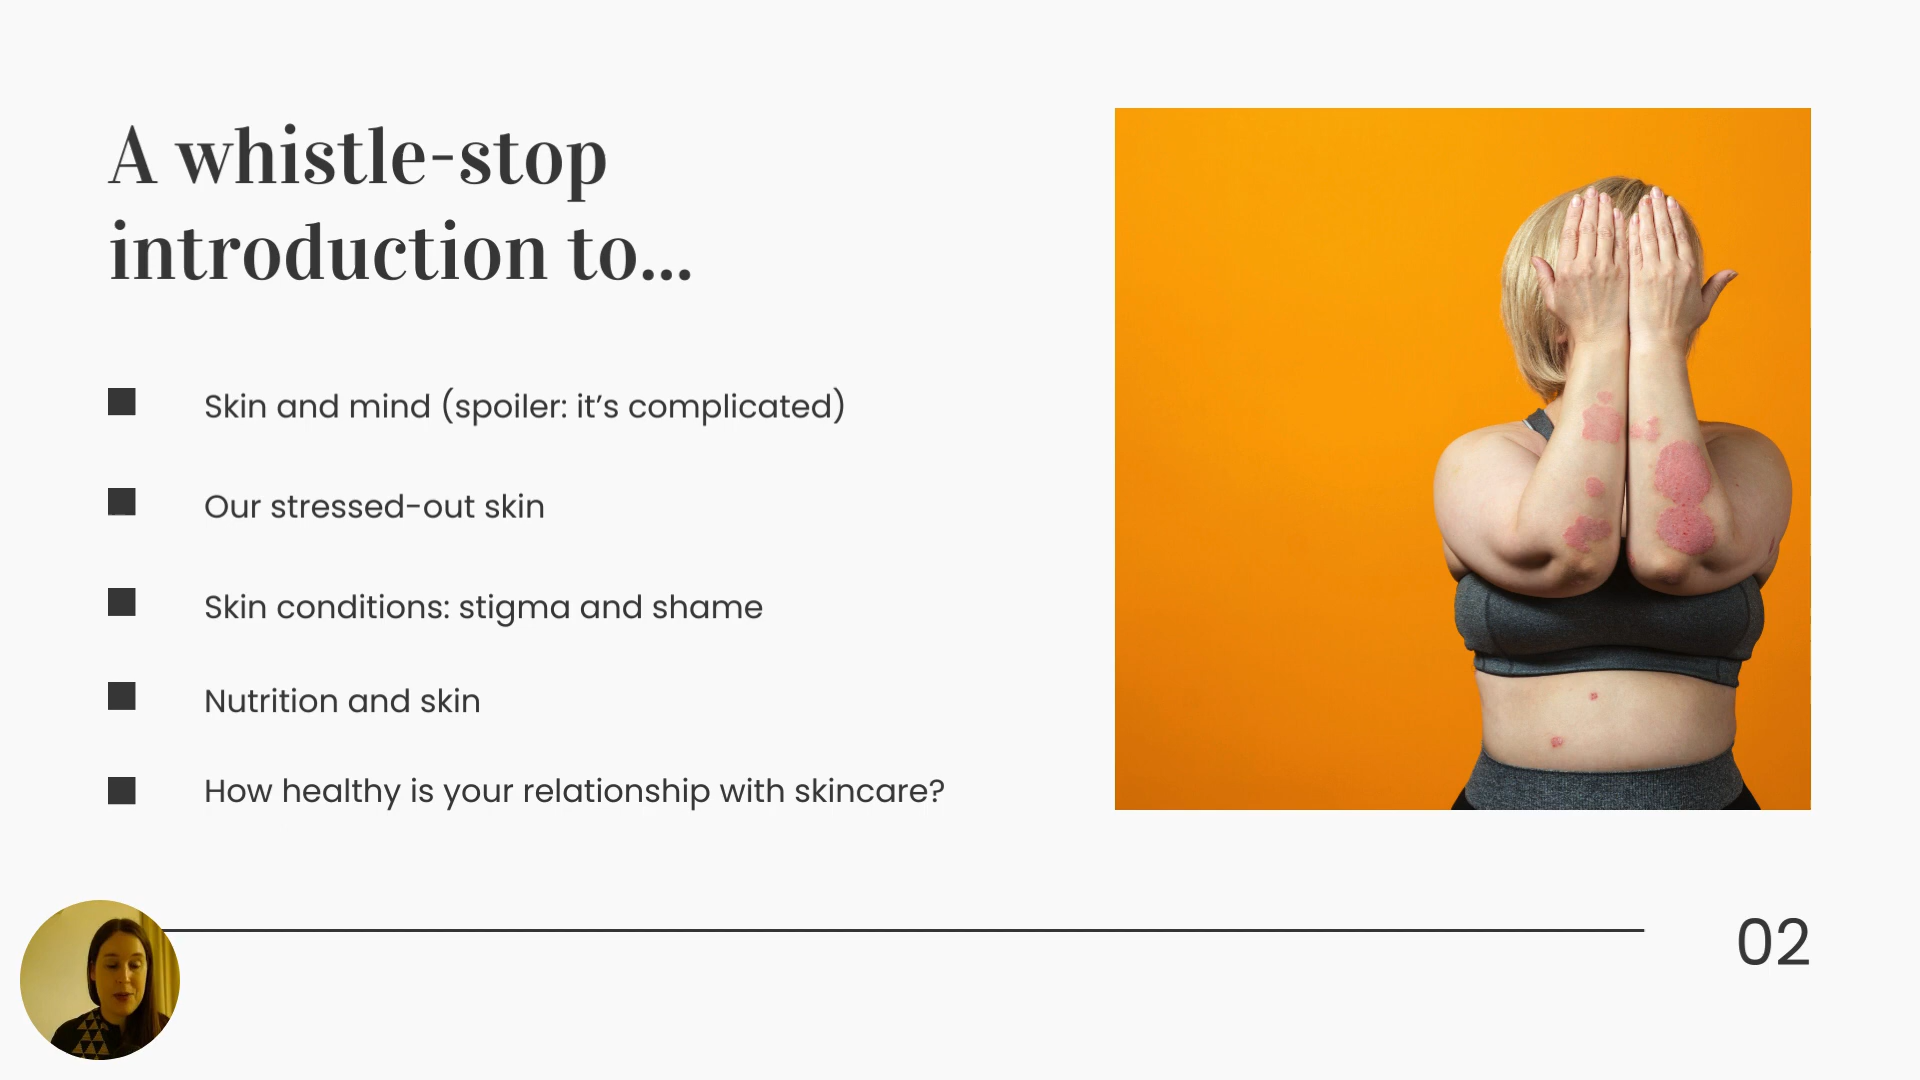 A whistle-stop
introduction to...
Skin and mind (spoiler: it’s complicated)
Our stressed-out skin
Skin conditions: stigma and shame
Nutrition and skin
How healthy is your relationship with skincare?
02